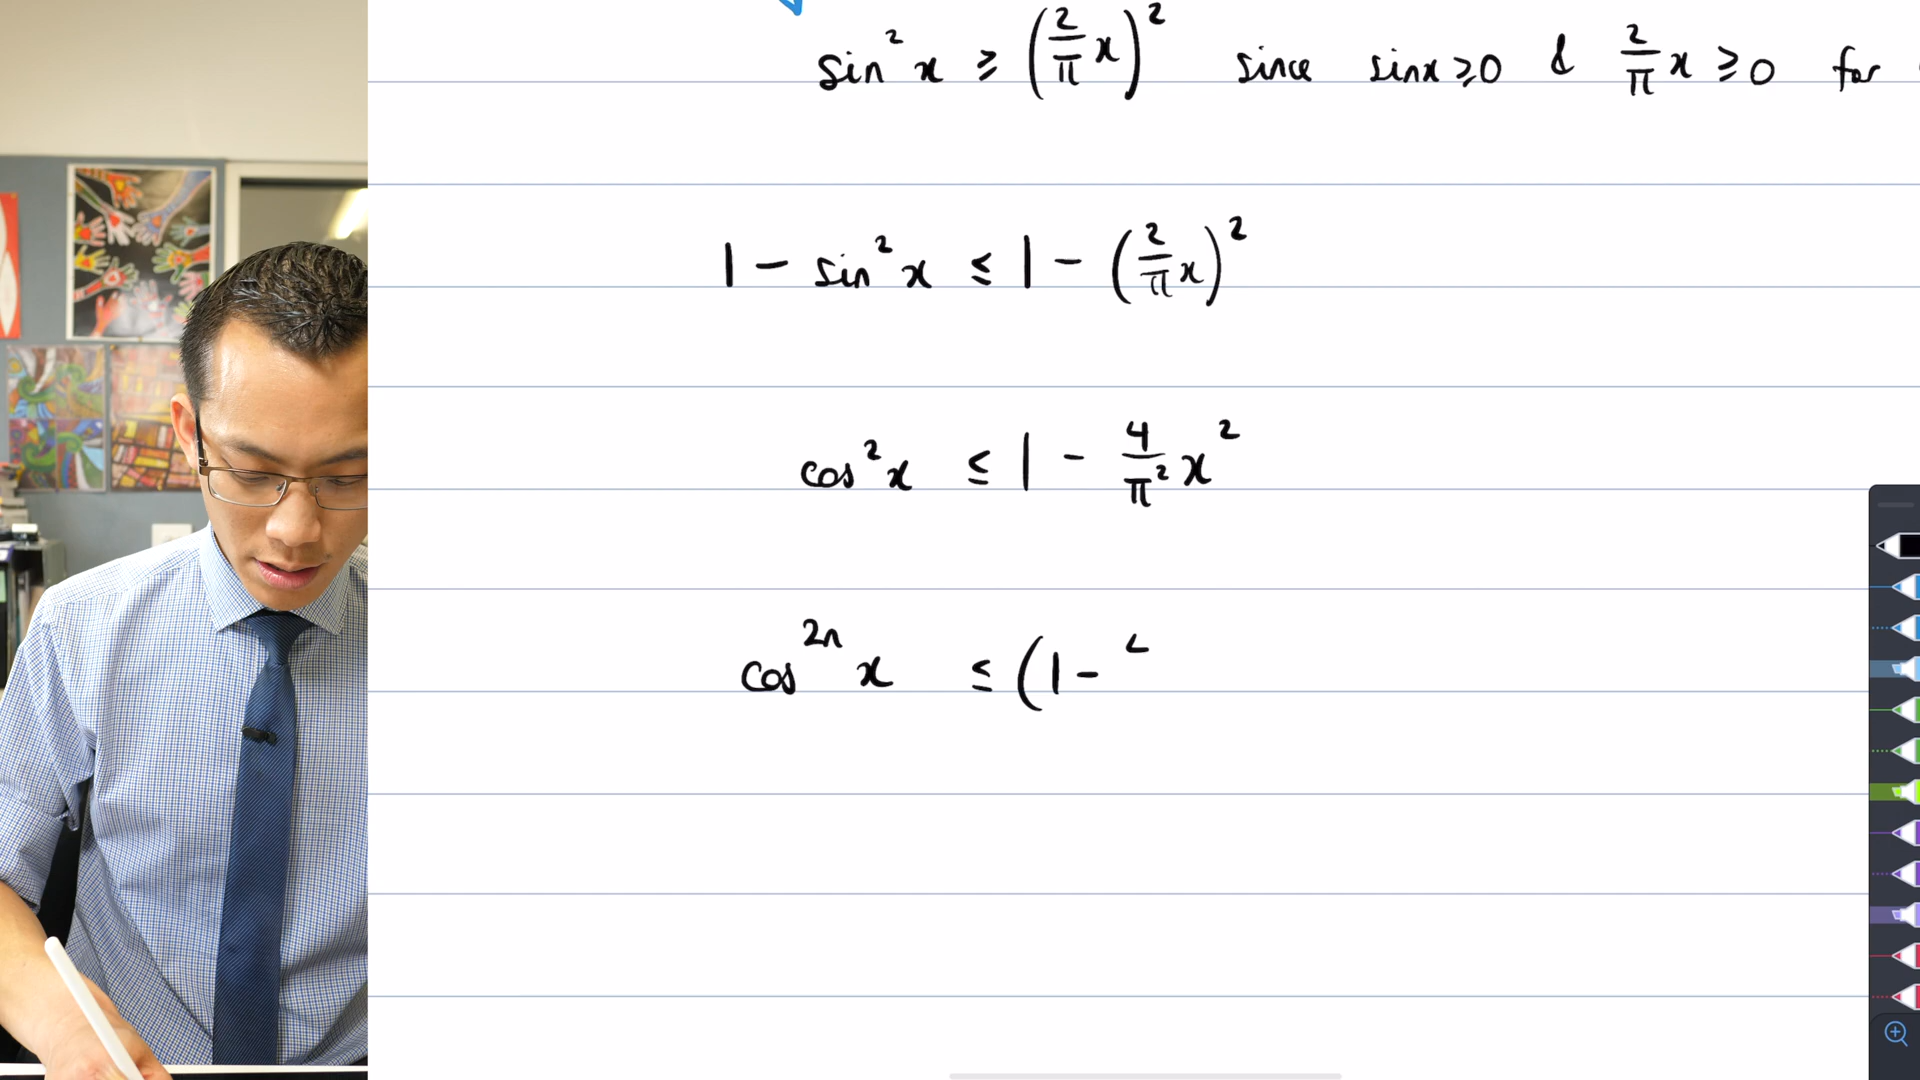 sin²x ≥ (2/π x)² since sinx ≥ 0 & 2/π x ≥ 0 for
1 − sin²x ≤ 1 − (2/π x)²
cos²x ≤ 1 − 4/π² x²
cos²ⁿx ≤ (1 −